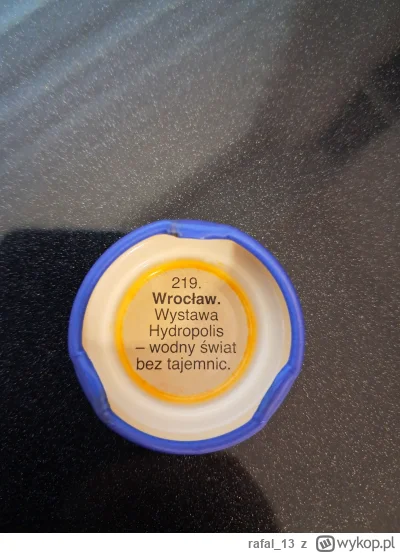 219.
Wrocław.
Wystawa
Hydropolis
– wodny świat
bez tajemnic.
rafal_13 z wykop.pl